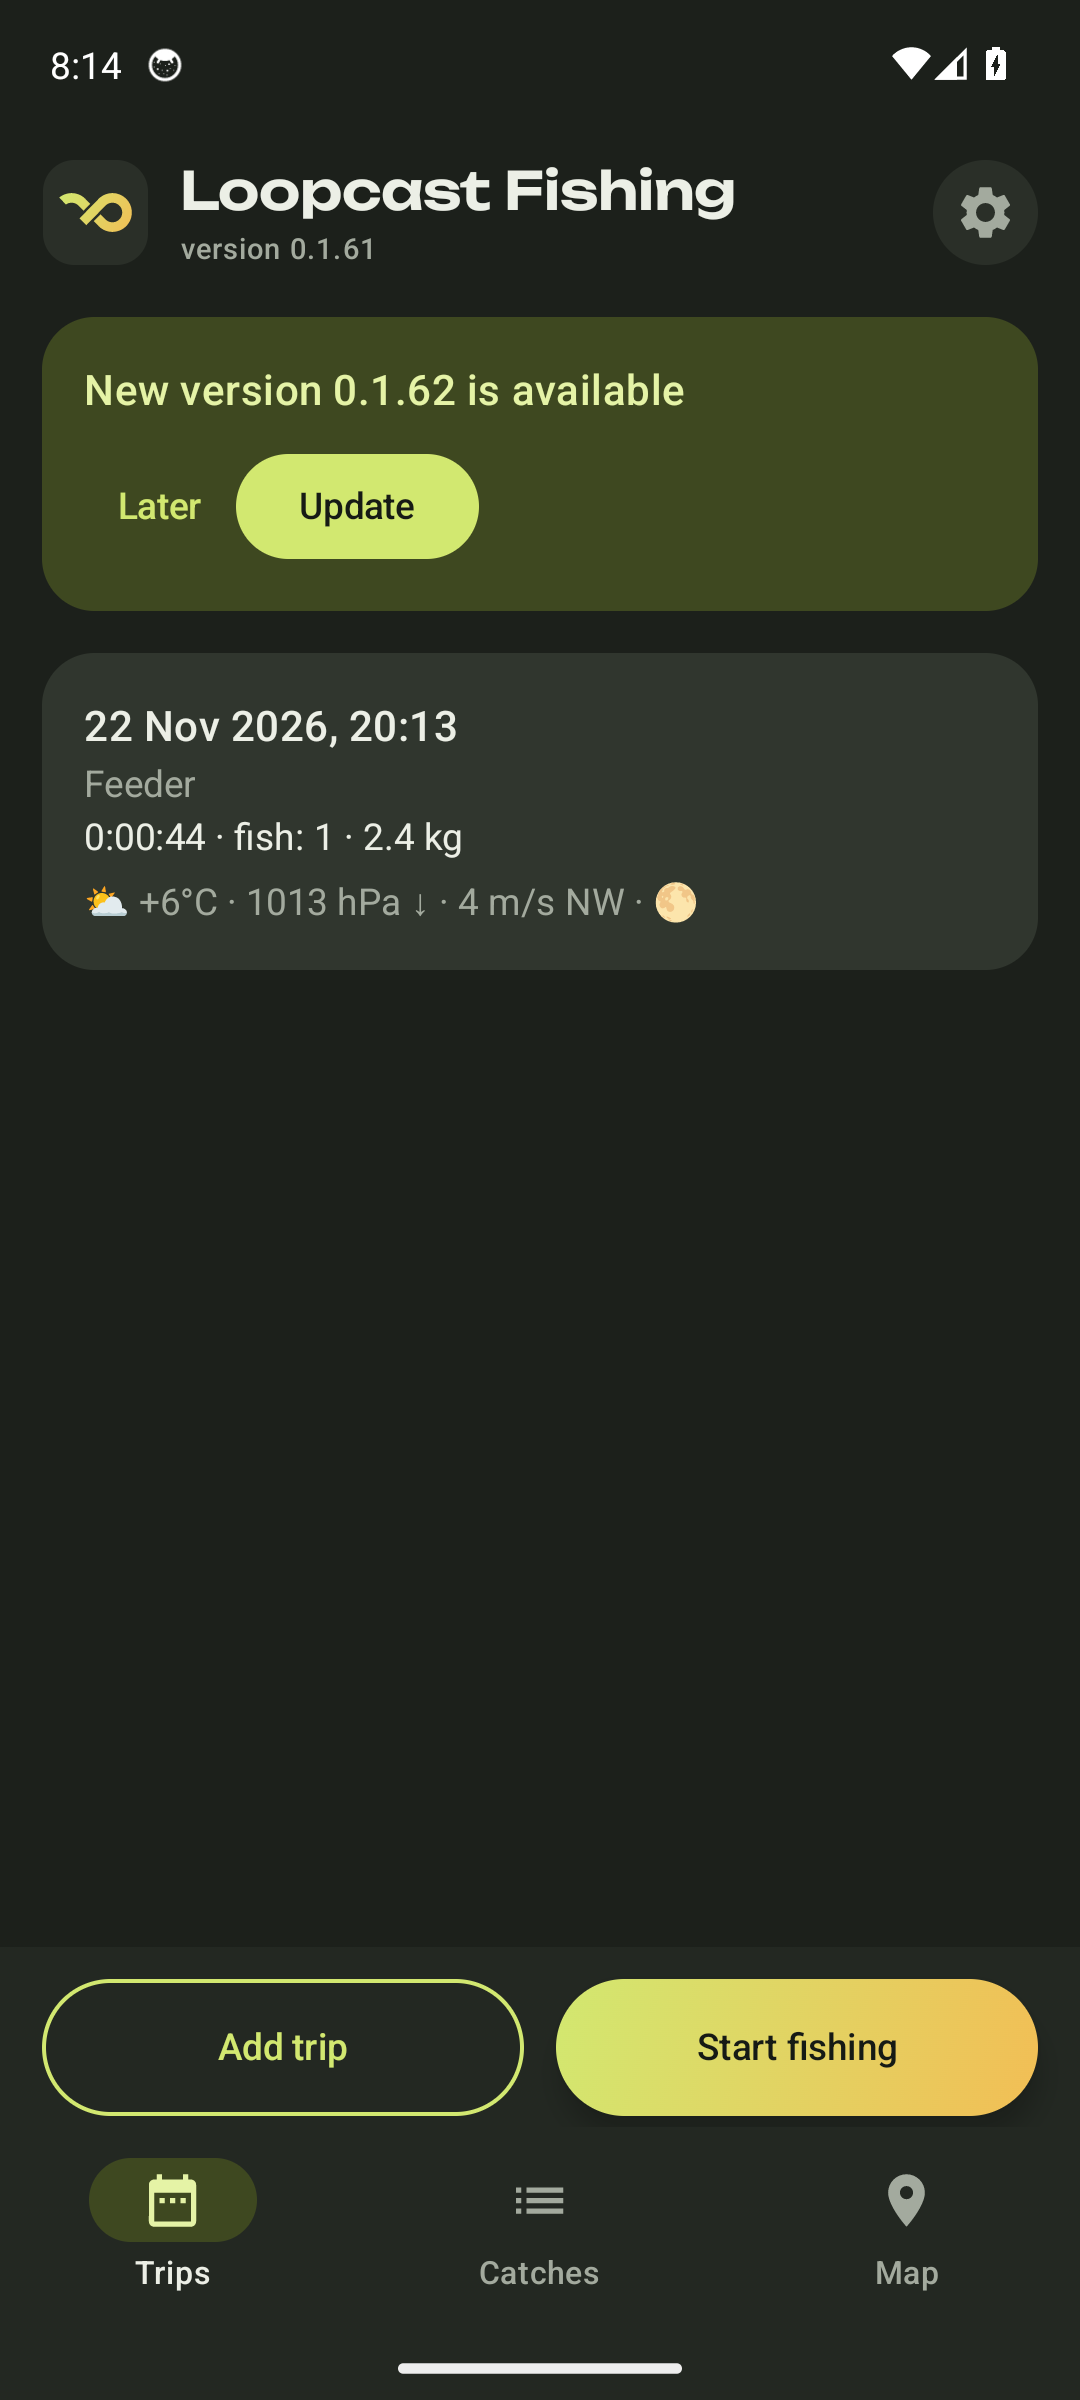 8:14
Loopcast Fishing
version 0.1.61
New version 0.1.62 is available
Later
Update
22 Nov 2026, 20:13
Feeder
0:00:44 · fish: 1 · 2.4 kg
⛅ +6°C · 1013 hPa ↓ · 4 m/s NW · 🌕
Add trip
Start fishing
Trips
Catches
Map